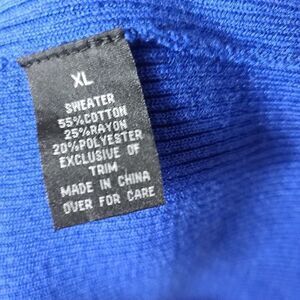 XL
SWEATER
55%COTTON
25%RAYON
20%POLYESTER
EXCLUSIVE OF
TRIM
MADE IN CHINA
OVER FOR CARE